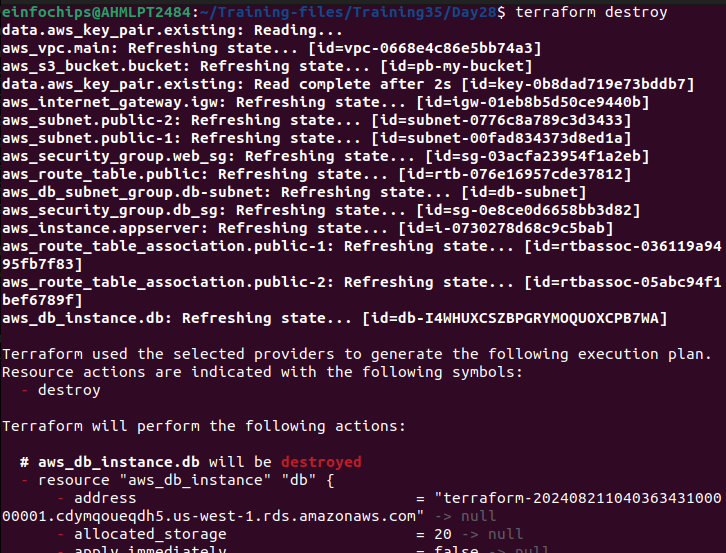 einfochips@AHMLPT2484:~/Training-files/Training35/Day28$ terraform destroy
data.aws_key_pair.existing: Reading...
aws_vpc.main: Refreshing state... [id=vpc-0668e4c86e5bb74a3]
aws_s3_bucket.bucket: Refreshing state... [id=pb-my-bucket]
data.aws_key_pair.existing: Read complete after 2s [id=key-0b8dad719e73bddb7]
aws_internet_gateway.igw: Refreshing state... [id=igw-01eb8b5d50ce9440b]
aws_subnet.public-2: Refreshing state... [id=subnet-0776c8a789c3d3433]
aws_subnet.public-1: Refreshing state... [id=subnet-00fad834373d8ed1a]
aws_security_group.web_sg: Refreshing state... [id=sg-03acfa23954f1a2eb]
aws_route_table.public: Refreshing state... [id=rtb-076e16957cde37812]
aws_db_subnet_group.db-subnet: Refreshing state... [id=db-subnet]
aws_security_group.db_sg: Refreshing state... [id=sg-0e8ce0d6658bb3d82]
aws_instance.appserver: Refreshing state... [id=i-0730278d68c9c5bab]
aws_route_table_association.public-1: Refreshing state... [id=rtbassoc-036119a94
95fb7f83]
aws_route_table_association.public-2: Refreshing state... [id=rtbassoc-05abc94f1
bef6789f]
aws_db_instance.db: Refreshing state... [id=db-I4WHUXCSZBPGRYMOQUOXCPB7WA]
Terraform used the selected providers to generate the following execution plan.
Resource actions are indicated with the following symbols:
- destroy
Terraform will perform the following actions:
# aws_db_instance.db will be destroyed
- resource "aws_db_instance" "db" {
- address = "terraform-202408211040363431000
00001.cdymqoueqdh5.us-west-1.rds.amazonaws.com" -> null
- allocated_storage = 20 -> null
- apply_immediately = false -> null